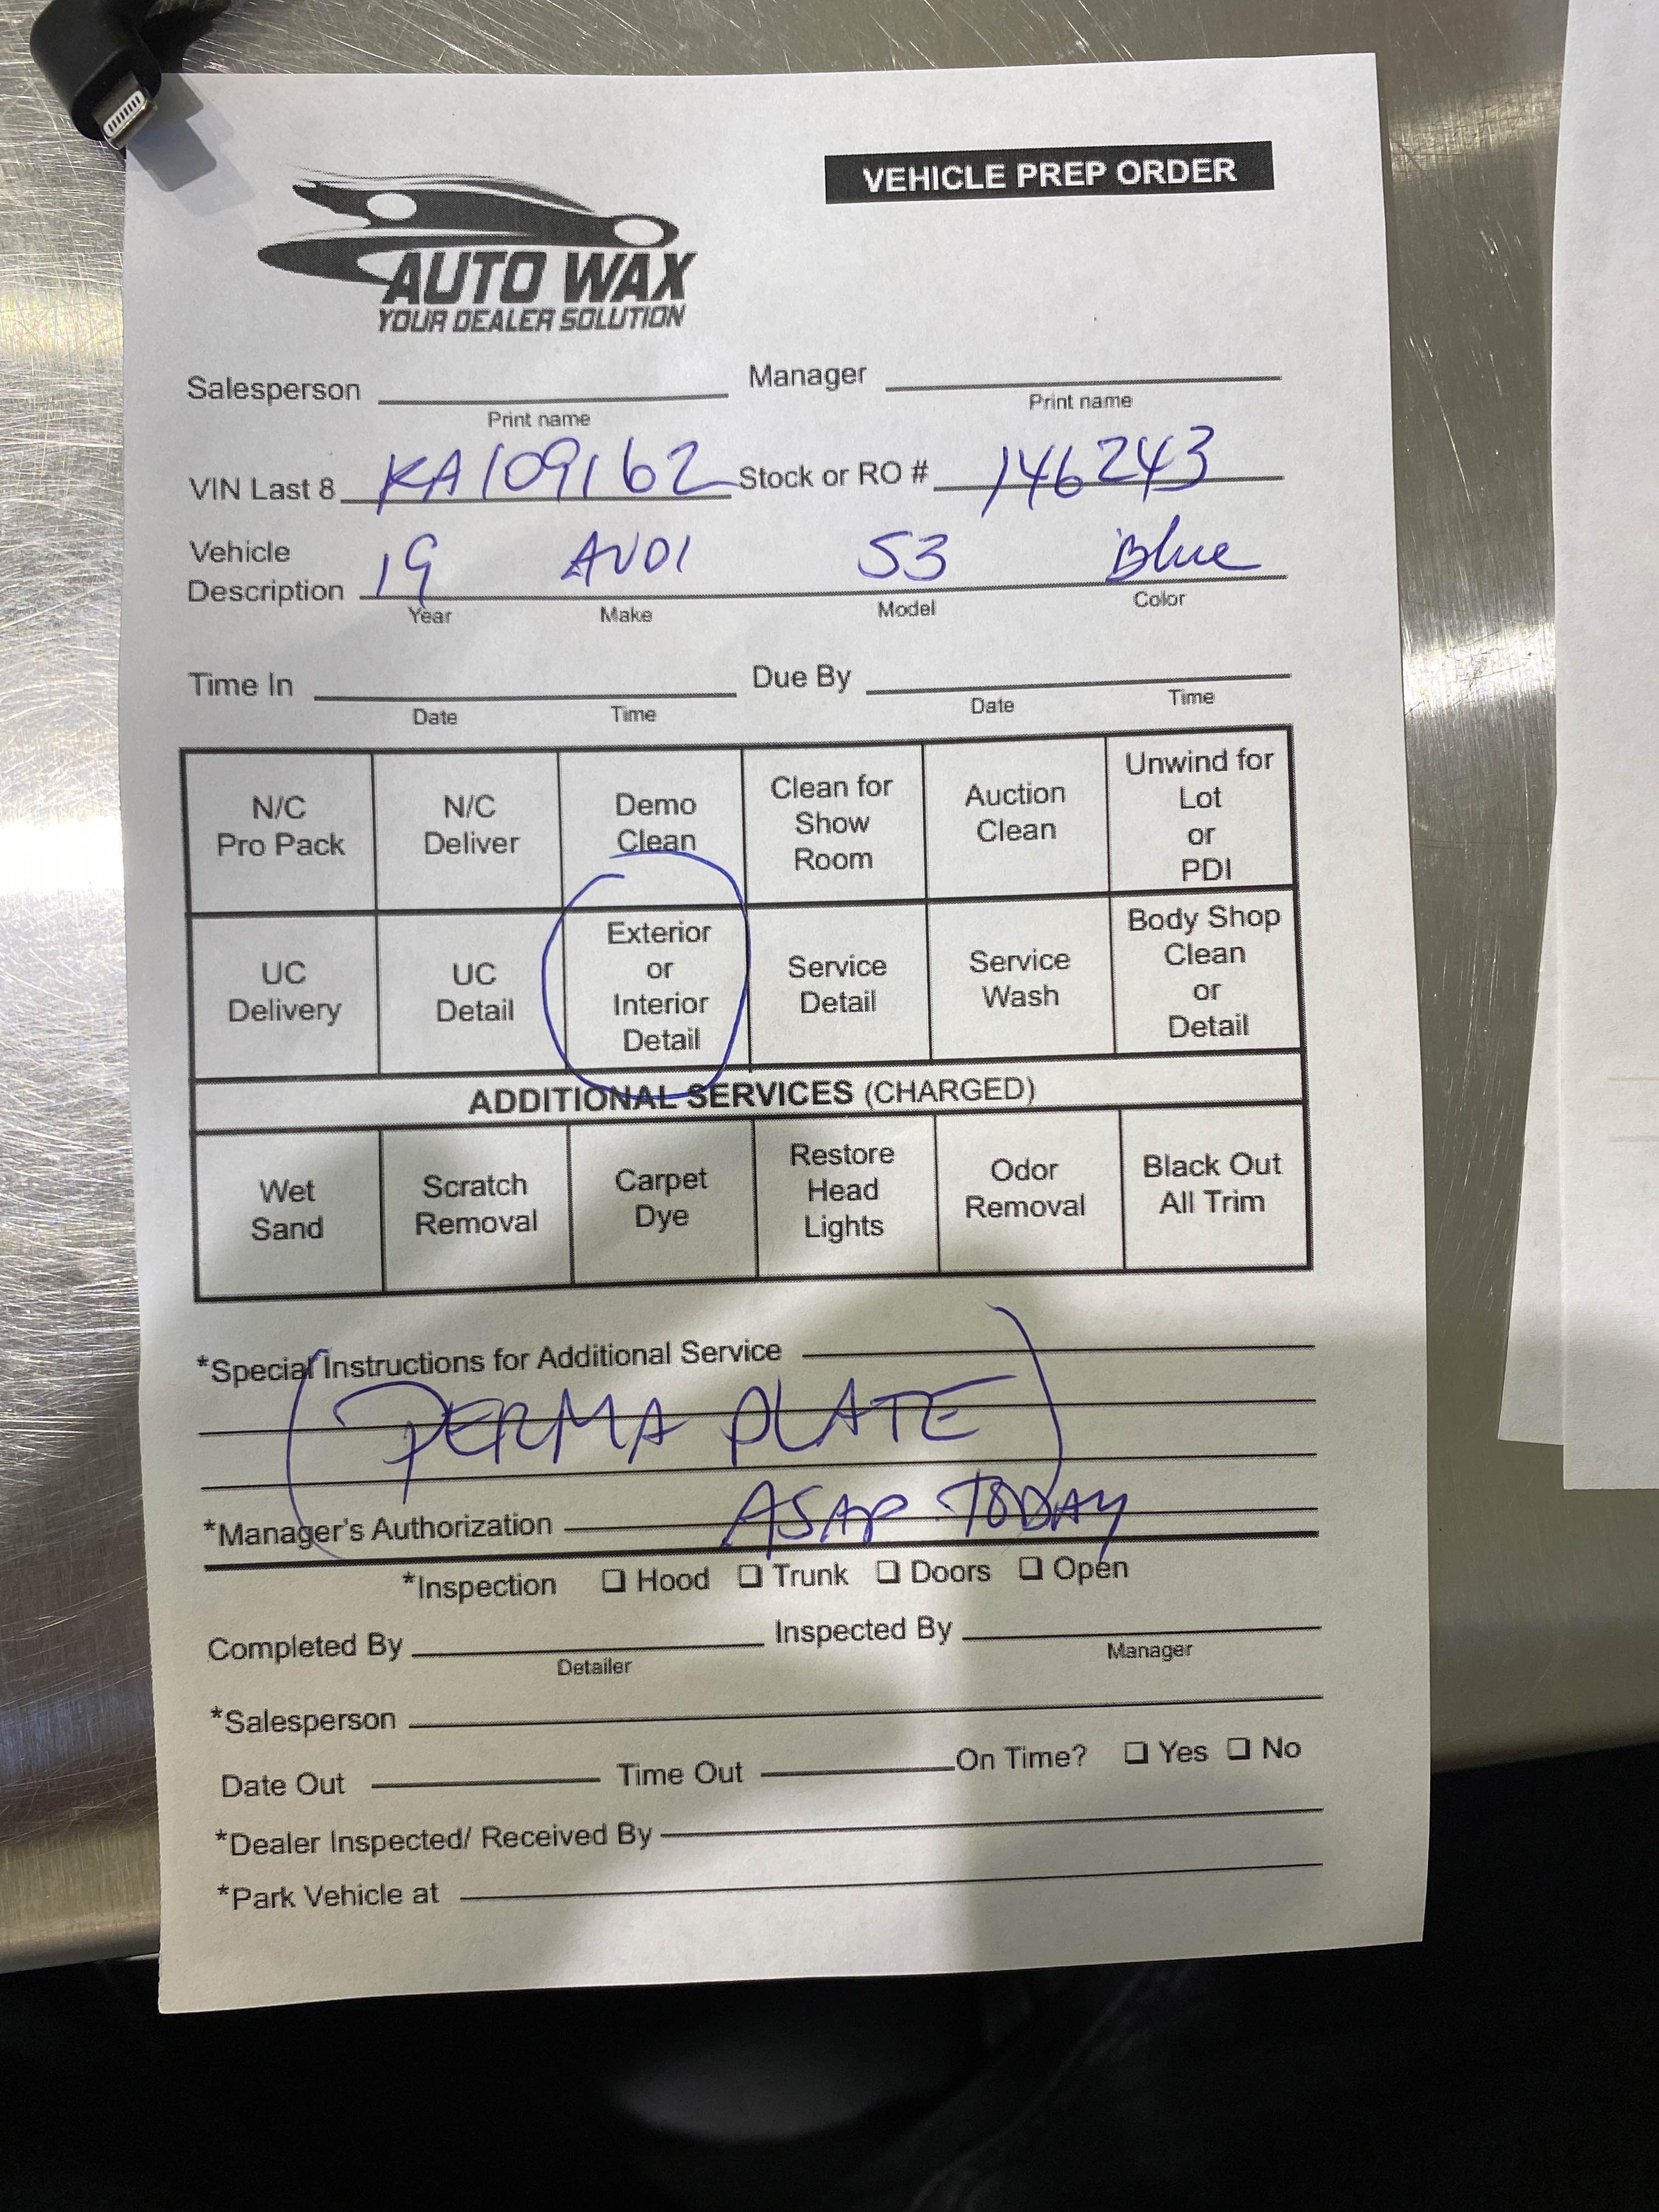 VEHICLE PREP ORDER
AUTO WAX
YOUR DEALER SOLUTION
Salesperson Manager
Print name Print name
VIN Last 8 KA109162 Stock or RO # 146243
Vehicle Description 19 AUDI S3 Blue
Year Make Model Color
Time In Due By
Date Time Date Time
N/C Pro Pack
N/C Deliver
Demo Clean
Clean for Show Room
Auction Clean
Unwind for Lot or PDI
UC Delivery
UC Detail
Exterior or Interior Detail
Service Detail
Service Wash
Body Shop Clean or Detail
ADDITIONAL SERVICES (CHARGED)
Wet Sand
Scratch Removal
Carpet Dye
Restore Head Lights
Odor Removal
Black Out All Trim
*Special Instructions for Additional Service
(PERMA PLATE)
*Manager's Authorization ASAP TODAY
*Inspection ❑ Hood ❑ Trunk ❑ Doors ❑ Open
Completed By Inspected By
Detailer Manager
*Salesperson
Date Out Time Out On Time? ❑ Yes ❑ No
*Dealer Inspected/ Received By
*Park Vehicle at